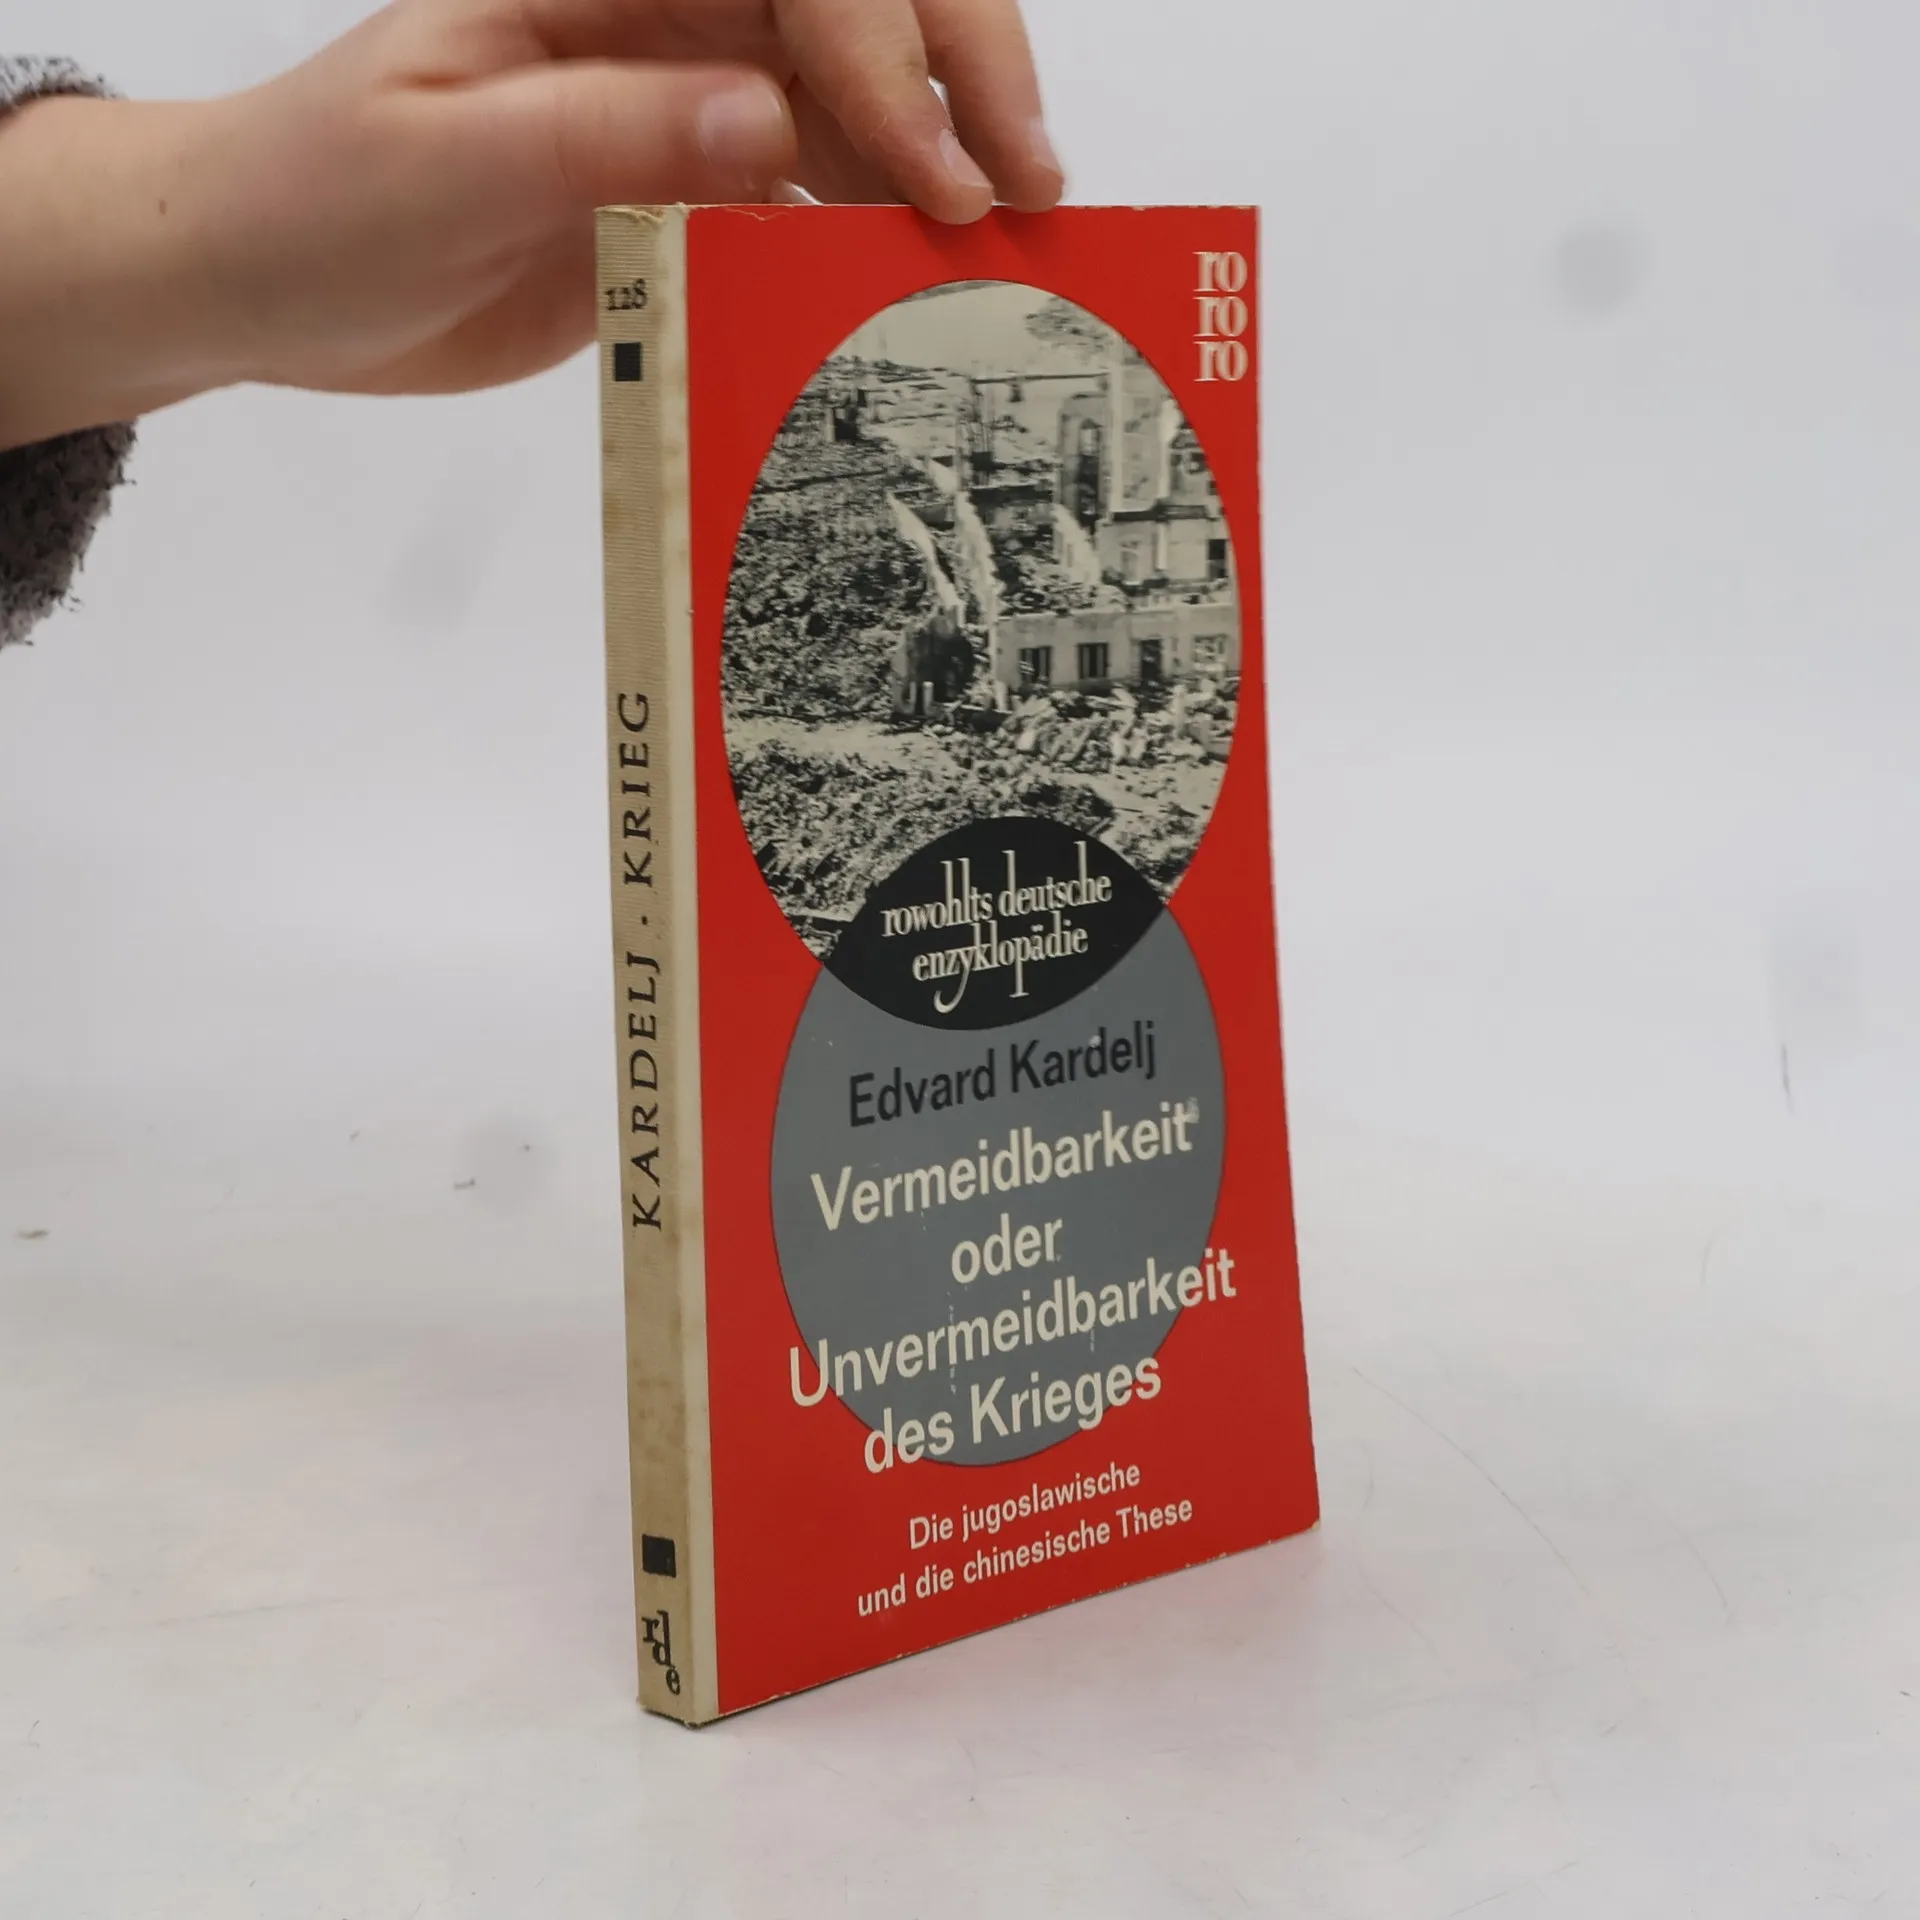 118
KARDELJ · KRIEG
rde
ro
ro
ro
rowohlts deutsche
enzyklopädie
Edvard Kardelj
Vermeidbarkeit
oder
Unvermeidbarkeit
des Krieges
Die jugoslawische
und die chinesische These